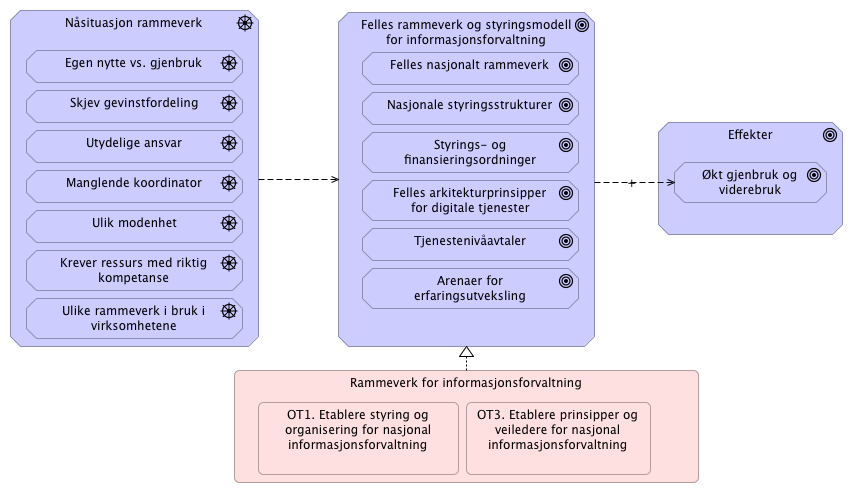 Nåsituasjon rammeverk
Egen nytte vs. gjenbruk
Skjev gevinstfordeling
Utydelige ansvar
Manglende koordinator
Ulik modenhet
Krever ressurs med riktig
kompetanse
Ulike rammeverk i bruk i
virksomhetene
Felles rammeverk og styringsmodell
for informasjonsforvaltning
Felles nasjonalt rammeverk
Nasjonale styringsstrukturer
Styrings- og
finansieringsordninger
Felles arkitekturprinsipper
for digitale tjenester
Tjenestenivåavtaler
Arenaer for
erfaringsutveksling
+
Effekter
Økt gjenbruk og
viderebruk
Rammeverk for informasjonsforvaltning
OT1. Etablere styring og
organisering for nasjonal
informasjonsforvaltning
OT3. Etablere prinsipper og
veiledere for nasjonal
informasjonsforvaltning